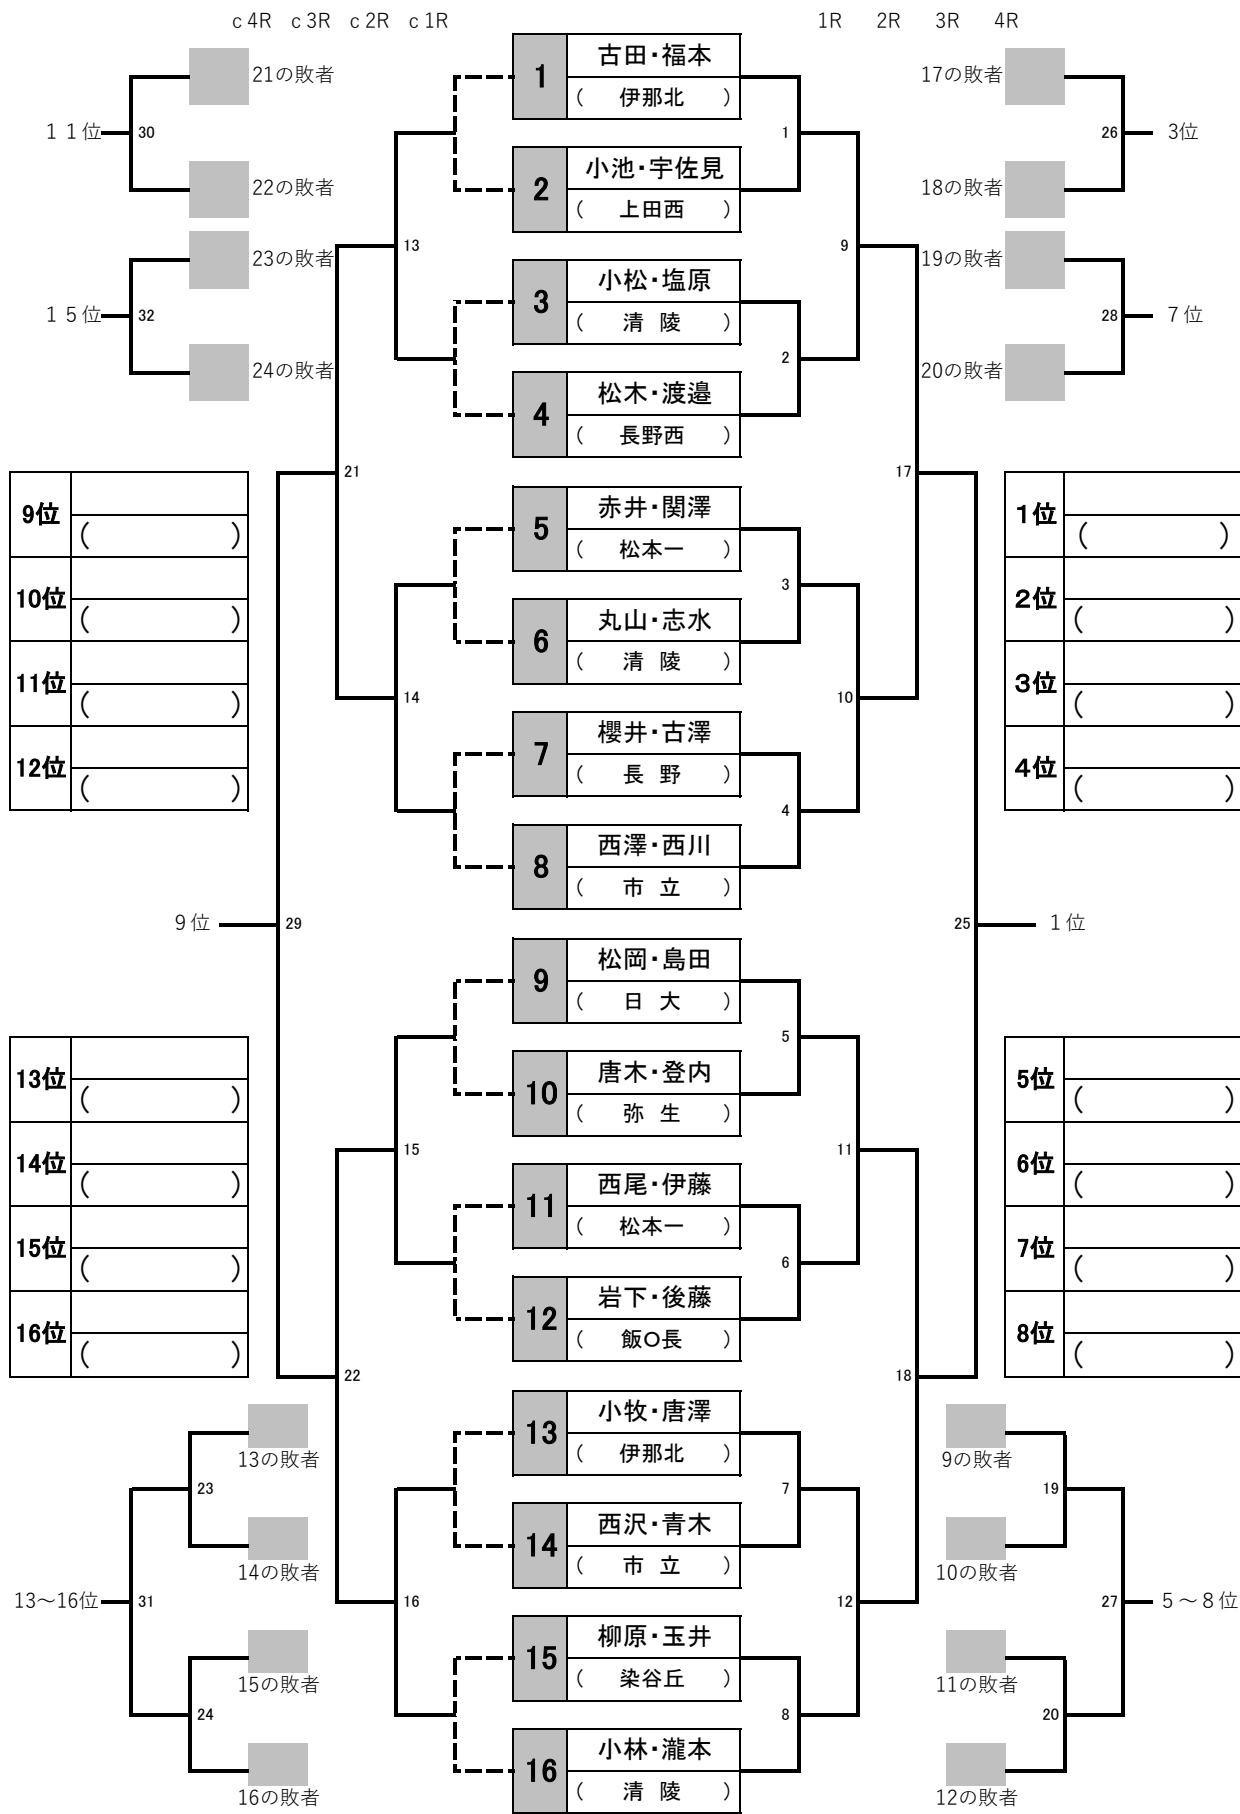 c 4R c 3R c 2R c 1R
1R 2R 3R 4R
21の敗者
１１位
30
22の敗者
23の敗者
１５位
32
24の敗者
17の敗者
26
3位
18の敗者
19の敗者
28
７位
20の敗者
1 古田・福本
( 伊那北 )
1
2 小池・宇佐見
( 上田西 )
13
9
3 小松・塩原
( 清 陵 )
2
4 松木・渡邉
( 長野西 )
21
17
5 赤井・関澤
( 松本一 )
3
6 丸山・志水
( 清 陵 )
14
10
7 櫻井・古澤
( 長 野 )
4
8 西澤・西川
( 市 立 )
9位
( )
10位
( )
11位
( )
12位
( )
1位
( )
2位
( )
3位
( )
4位
( )
９位
29
25
１位
9 松岡・島田
( 日 大 )
5
10 唐木・登内
( 弥 生 )
15
11
11 西尾・伊藤
( 松本一 )
6
12 岩下・後藤
( 飯O長 )
22
18
13 小牧・唐澤
( 伊那北 )
7
14 西沢・青木
( 市 立 )
16
12
15 柳原・玉井
( 染谷丘 )
8
16 小林・瀧本
( 清 陵 )
13位
( )
14位
( )
15位
( )
16位
( )
5位
( )
6位
( )
7位
( )
8位
( )
13の敗者
23
14の敗者
13～16位
31
15の敗者
24
16の敗者
9の敗者
19
10の敗者
27
５～８位
11の敗者
20
12の敗者